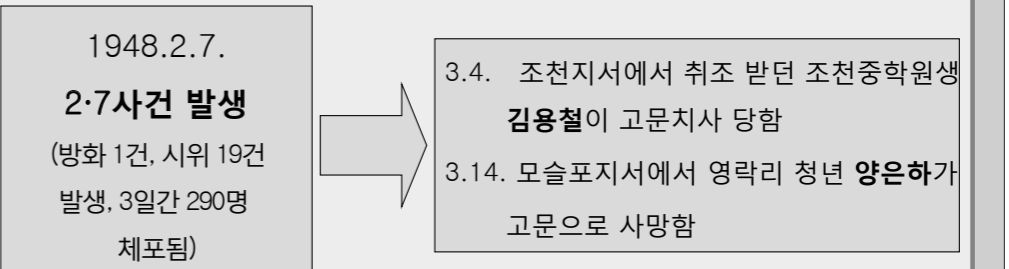 1948.2.7.
2·7사건 발생
(방화 1건, 시위 19건
발생, 3일간 290명
체포됨)
3.4. 조천지서에서 취조 받던 조천중학원생
김용철이 고문치사 당함
3.14. 모슬포지서에서 영락리 청년 양은하가
고문으로 사망함